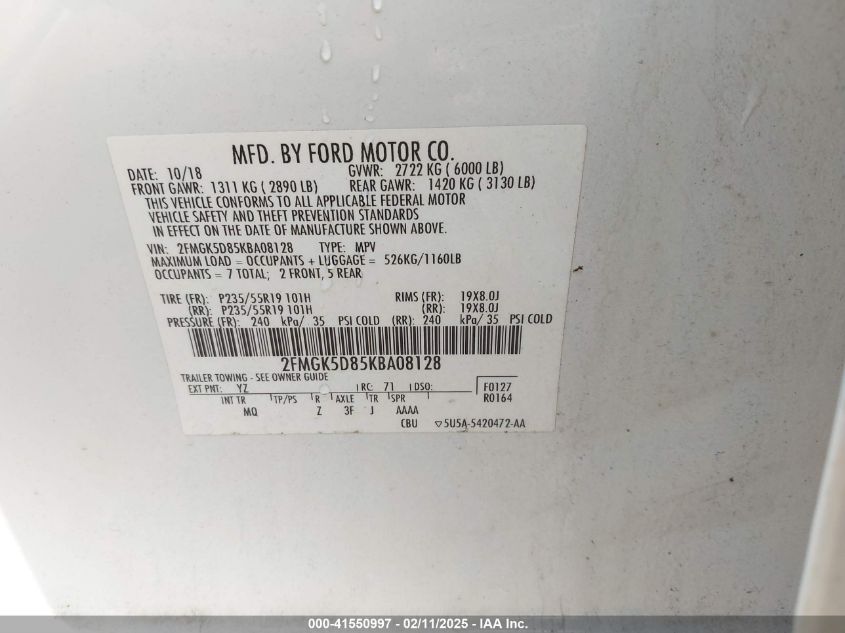 MFD. BY FORD MOTOR CO.
DATE: 10/18 GVWR: 2722 KG ( 6000 LB)
FRONT GAWR: 1311 KG ( 2890 LB) REAR GAWR: 1420 KG ( 3130 LB)
THIS VEHICLE CONFORMS TO ALL APPLICABLE FEDERAL MOTOR
VEHICLE SAFETY AND THEFT PREVENTION STANDARDS
IN EFFECT ON THE DATE OF MANUFACTURE SHOWN ABOVE.
VIN: 2FMGK5D85KBA08128 TYPE: MPV
MAXIMUM LOAD = OCCUPANTS + LUGGAGE = 526KG/1160LB
OCCUPANTS = 7 TOTAL; 2 FRONT, 5 REAR
TIRE (FR): P235/55R19 101H RIMS (FR): 19X8.0J
(RR): P235/55R19 101H (RR): 19X8.0J
PRESSURE (FR): 240 kPa/ 35 PSI COLD (RR): 240 kPa/ 35 PSI COLD
2FMGK5D85KBA08128
TRAILER TOWING - SEE OWNER GUIDE
EXT PNT: YZ RC: 71 DSO: F0127
INT TR TP/PS R AXLE TR SPR R0164
MQ Z 3F J AAAA
CBU ▽5U5A-5420472-AA
000-41550997 - 02/11/2025 - IAA Inc.